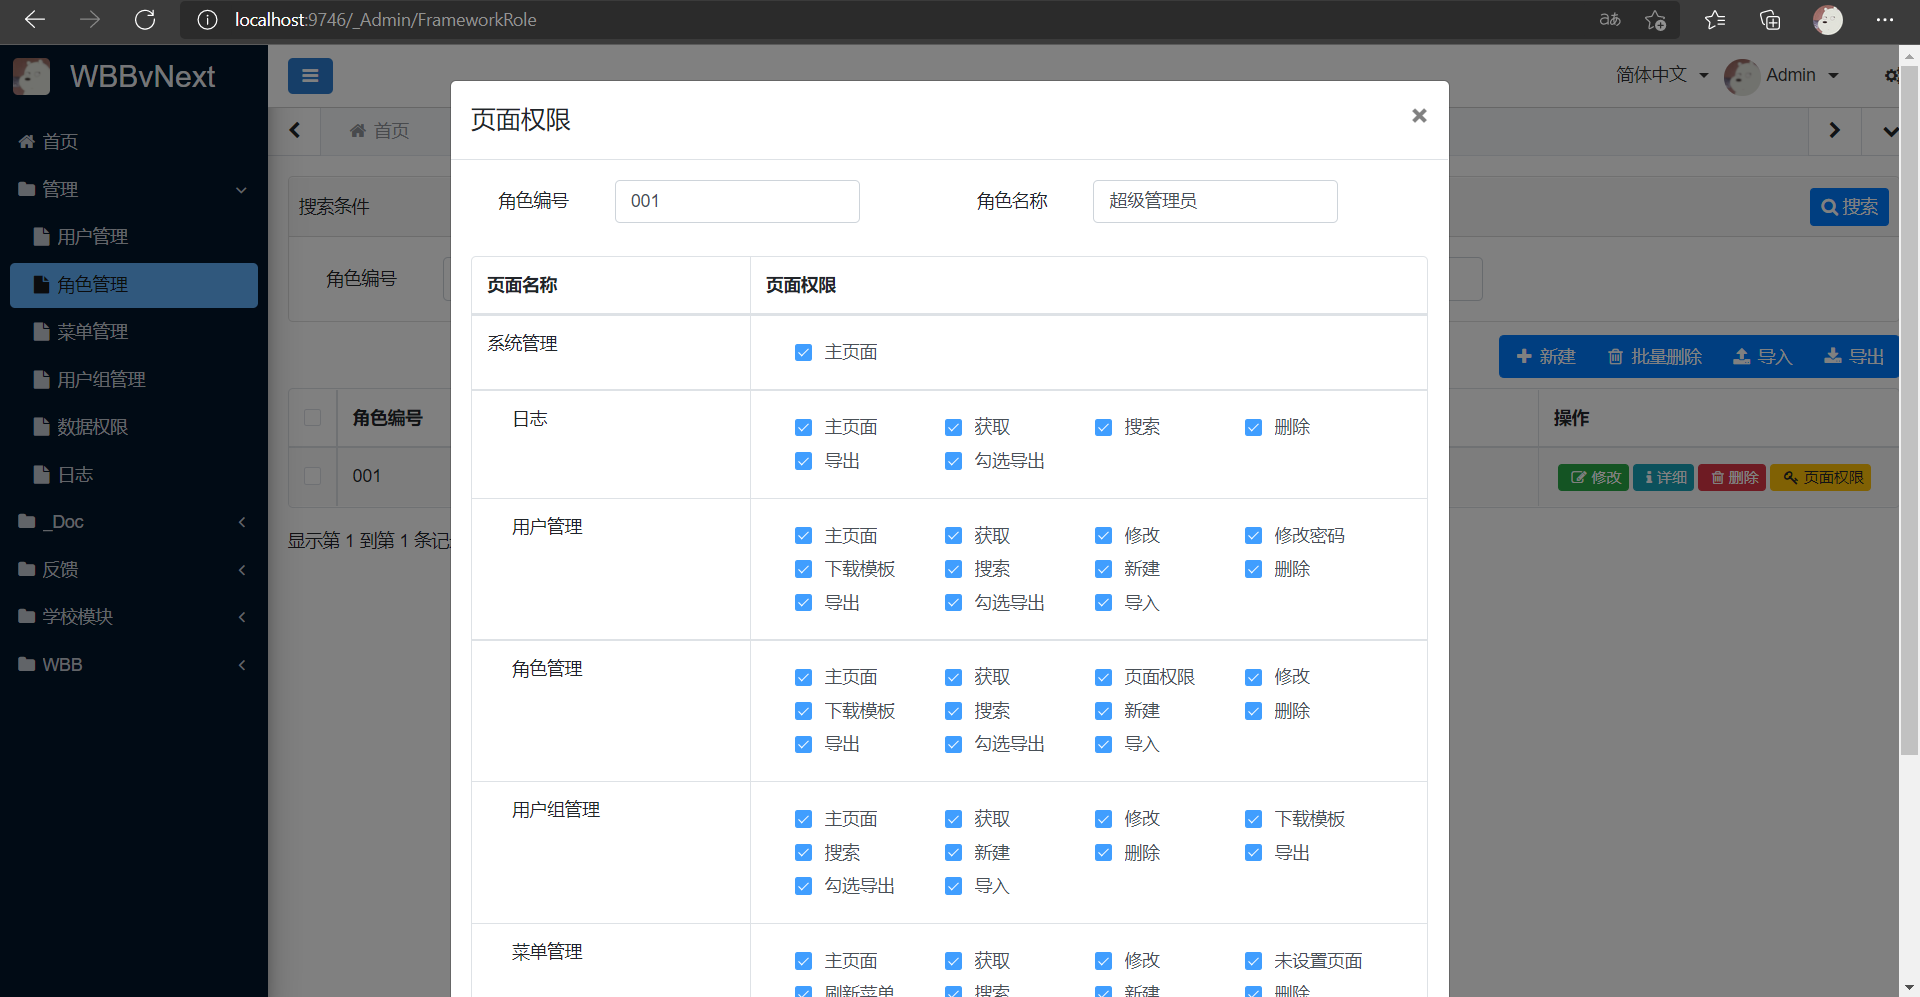 localhost:9746/_Admin/FrameworkRole
aあ
WBBvNext
简体中文
Admin
首页
管理
用户管理
角色管理
菜单管理
用户组管理
数据权限
日志
_Doc
反馈
学校模块
WBB
首页
搜索条件
搜索
角色编号
新建 批量删除 导入 导出
角色编号
操作
001
修改 详细 删除 页面权限
显示第 1 到第 1 条记
页面权限
角色编号 001 角色名称 超级管理员
页面名称 页面权限
系统管理
主页面
日志
主页面 获取 搜索 删除
导出 勾选导出
用户管理
主页面 获取 修改 修改密码
下载模板 搜索 新建 删除
导出 勾选导出 导入
角色管理
主页面 获取 页面权限 修改
下载模板 搜索 新建 删除
导出 勾选导出 导入
用户组管理
主页面 获取 修改 下载模板
搜索 新建 删除 导出
勾选导出 导入
菜单管理
主页面 获取 修改 未设置页面
刷新菜单 搜索 新建 删除